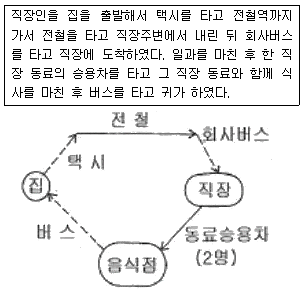 직장인을 집을 출발해서 택시를 타고 전철역까지
가서 전철을 타고 직장주변에서 내린 뒤 회사버스
를 타고 직장에 도착하였다. 일과를 마친 후 한 직
장 동료의 승용차를 타고 그 직장 동료와 함께 식
사를 마친 후 버스를 타고 귀가 하였다.
전 철
회사버스
택 시
집
직장
버 스
동료승용차
(2명)
음식점